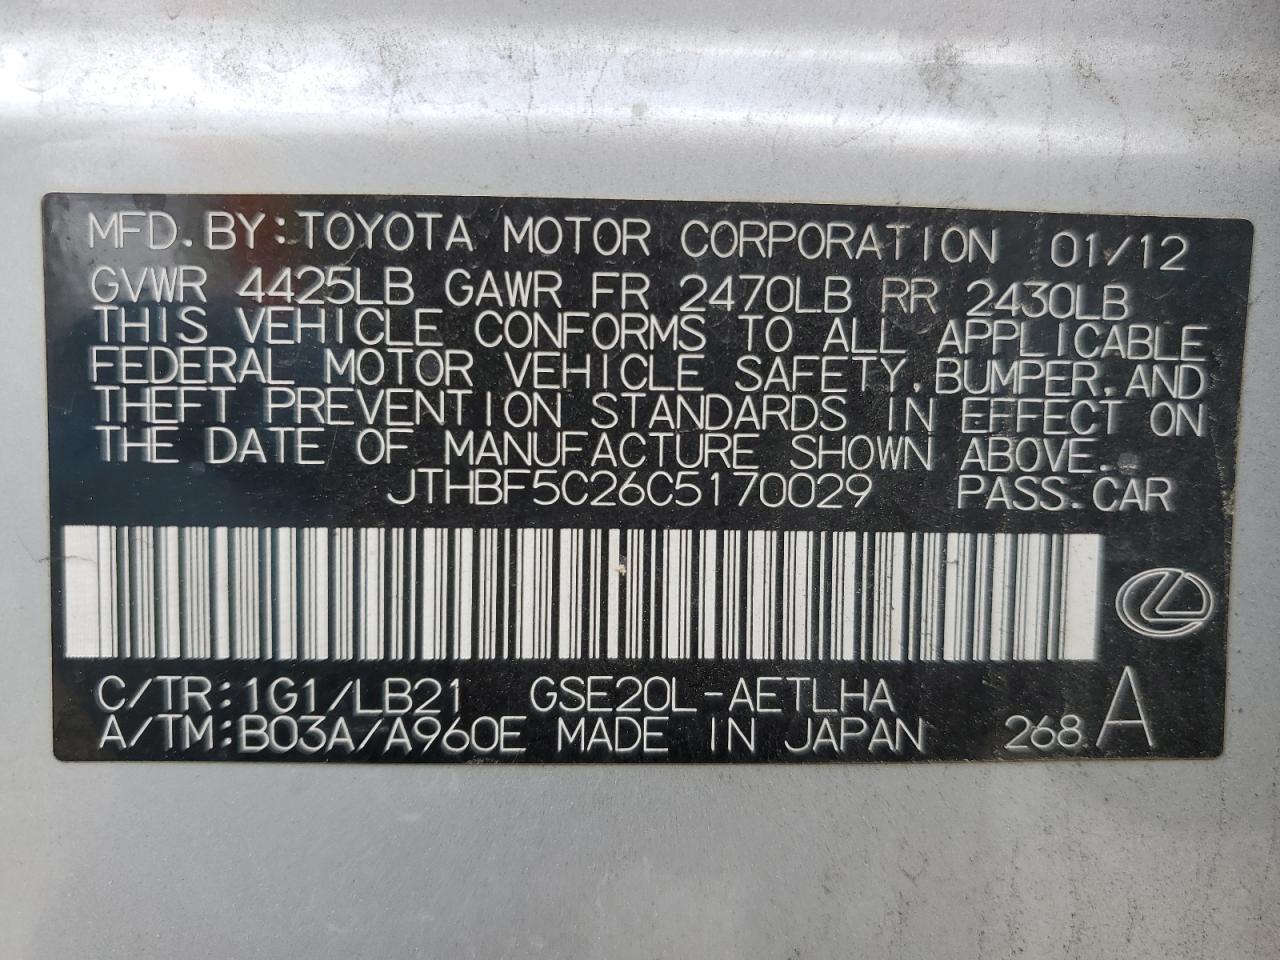 MFD. BY: TOYOTA MOTOR CORPORATION 01/12
GVWR 4425LB GAWR FR 2470LB RR 2430LB
THIS VEHICLE CONFORMS TO ALL APPLICABLE
FEDERAL MOTOR VEHICLE SAFETY, BUMPER, AND
THEFT PREVENTION STANDARDS IN EFFECT ON
THE DATE OF MANUFACTURE SHOWN ABOVE.
JTHBF5C26C5170029 PASS. CAR
C/TR: 1G1/LB21 GSE20L-AETLHA
A/TM: B03A/A960E MADE IN JAPAN 268 A